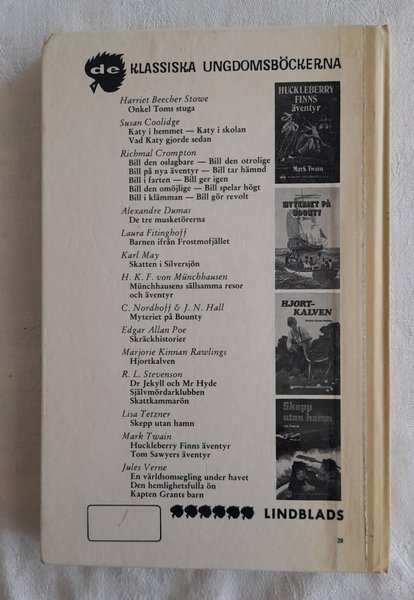 de KLASSISKA UNGDOMSBÖCKERNA
Harriet Beecher Stowe
Onkel Toms stuga
Susan Coolidge
Katy i hemmet — Katy i skolan
Vad Katy gjorde sedan
Richmal Crompton
Bill den oslagbare — Bill den otrolige
Bill på nya äventyr — Bill tar hämnd
Bill i farten — Bill ger igen
Bill den omöjlige — Bill spelar högt
Bill i klämman — Bill gör revolt
Alexandre Dumas
De tre musketörerna
Laura Fitinghoff
Barnen ifrån Frostmofjället
Karl May
Skatten i Silversjön
H. K. F. von Münchhausen
Münchhausens sällsamma resor
och äventyr
C. Nordhoff & J. N. Hall
Myteriet på Bounty
Edgar Allan Poe
Skräckhistorier
Marjorie Kinnan Rawlings
Hjortkalven
R. L. Stevenson
Dr Jekyll och Mr Hyde
Självmördarklubben
Skattkammarön
Lisa Tetzner
Skepp utan hamn
Mark Twain
Huckleberry Finns äventyr
Tom Sawyers äventyr
Jules Verne
En världsomsegling under havet
Den hemlighetsfulla ön
Kapten Grants barn
HUCKLEBERRY
FINNS
äventyr
Mark Twain
MYTERIET PÅ
BOUNTY
HJORT-
KALVEN
Skepp
utan hamn
LINDBLADS
28